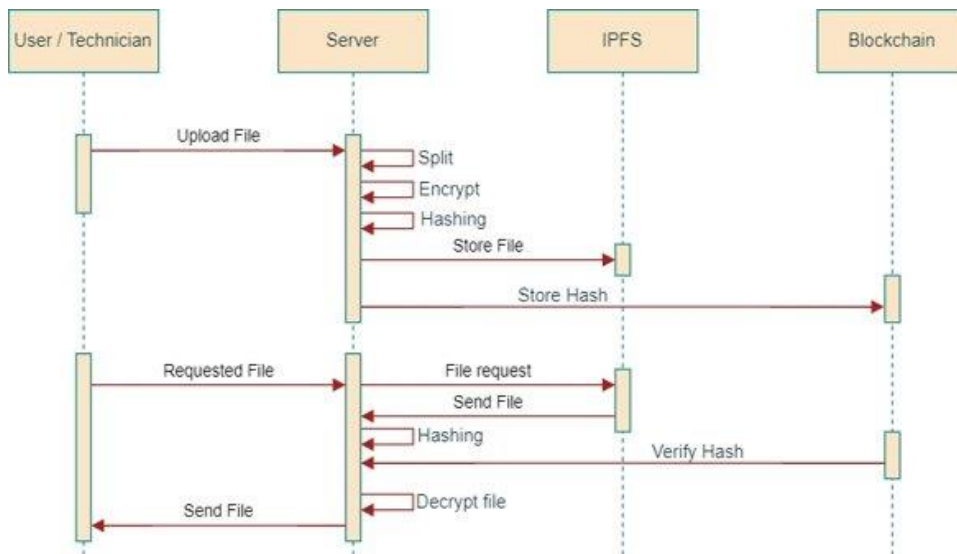 User / Technician
Server
IPFS
Blockchain
Upload File
Split
Encrypt
Hashing
Store File
Store Hash
Requested File
File request
Send File
Hashing
Verify Hash
Decrypt file
Send File